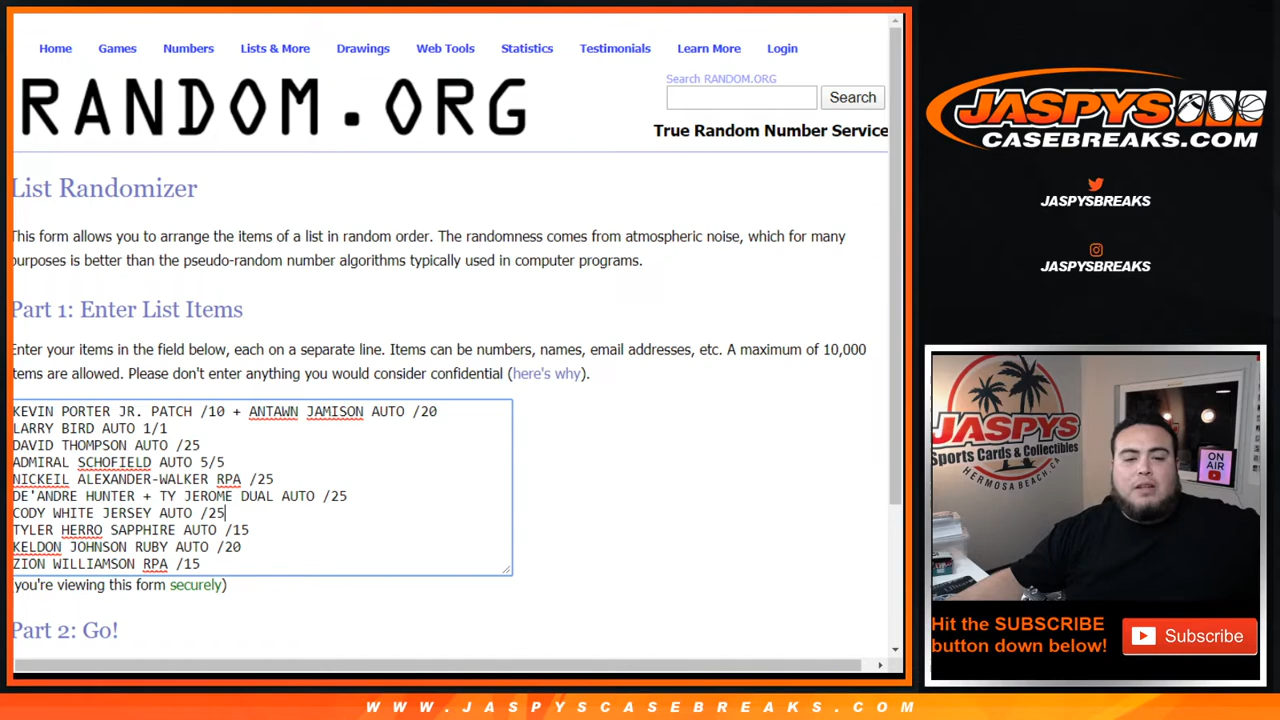 Home Games Numbers Lists & More Drawings Web Tools Statistics Testimonials Learn More Login
RANDOM.ORG
Search RANDOM.ORG
Search
True Random Number Service
List Randomizer
This form allows you to arrange the items of a list in random order. The randomness comes from atmospheric noise, which for many
purposes is better than the pseudo-random number algorithms typically used in computer programs.
Part 1: Enter List Items
Enter your items in the field below, each on a separate line. Items can be numbers, names, email addresses, etc. A maximum of 10,000
items are allowed. Please don't enter anything you would consider confidential (here's why).
KEVIN PORTER JR. PATCH /10 + ANTAWN JAMISON AUTO /20
LARRY BIRD AUTO 1/1
DAVID THOMPSON AUTO /25
ADMIRAL SCHOFIELD AUTO 5/5
NICKEIL ALEXANDER-WALKER RPA /25
DE'ANDRE HUNTER + TY JEROME DUAL AUTO /25
CODY WHITE JERSEY AUTO /25
TYLER HERRO SAPPHIRE AUTO /15
KELDON JOHNSON RUBY AUTO /20
ZION WILLIAMSON RPA /15
(you're viewing this form securely)
Part 2: Go!
JASPYS
CASEBREAKS.COM
JASPYSBREAKS
JASPYSBREAKS
JASPYS
Sports Cards & Collectibles
HERMOSA BEACH, CA
ON
AIR
Hit the SUBSCRIBE
button down below!
Subscribe
WWW.JASPYSCASEBREAKS.COM